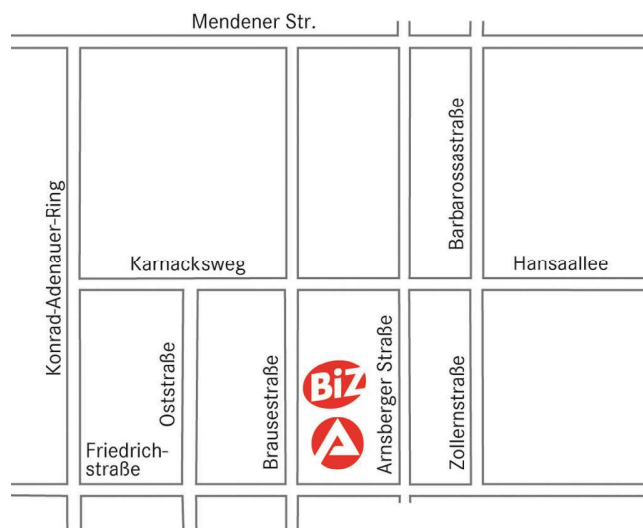 Mendener Str.
Konrad-Adenauer-Ring
Barbarossastraße
Karnacksweg
Hansaallee
Oststraße
Brausestraße
BiZ
Arnsberger Straße
Zollernstraße
Friedrich-
straße